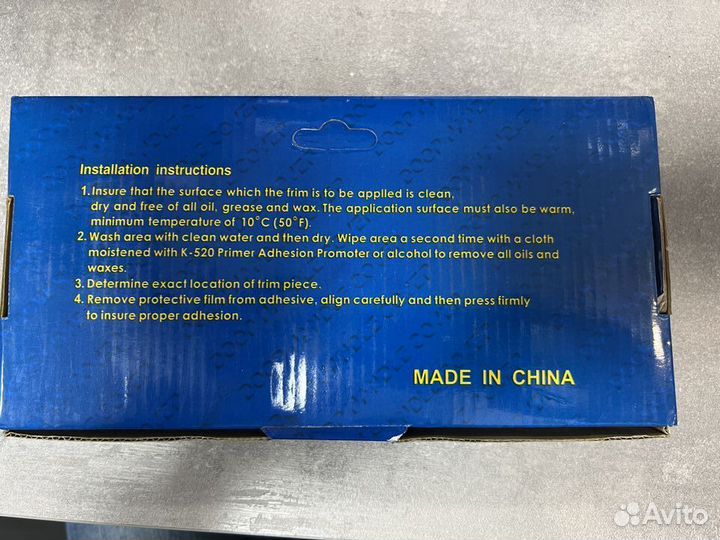 Installation instructions
1. Insure that the surface which the frim is to be applled is clean,
dry and free of all oil, grease and wax. The application surface must also be warm,
minimum temperature of 10°C (50°F).
2. Wash area with clean water and then dry. Wipe area a second time with a cloth
moistened with K-520 Primer Adhesion Promoter or alcohol to remove all oils and
waxes.
3. Determine exact location of trim piece.
4. Remove protective film from adhesive, align carefully and then press firmly
to insure proper adhesion.
MADE IN CHINA
Avito